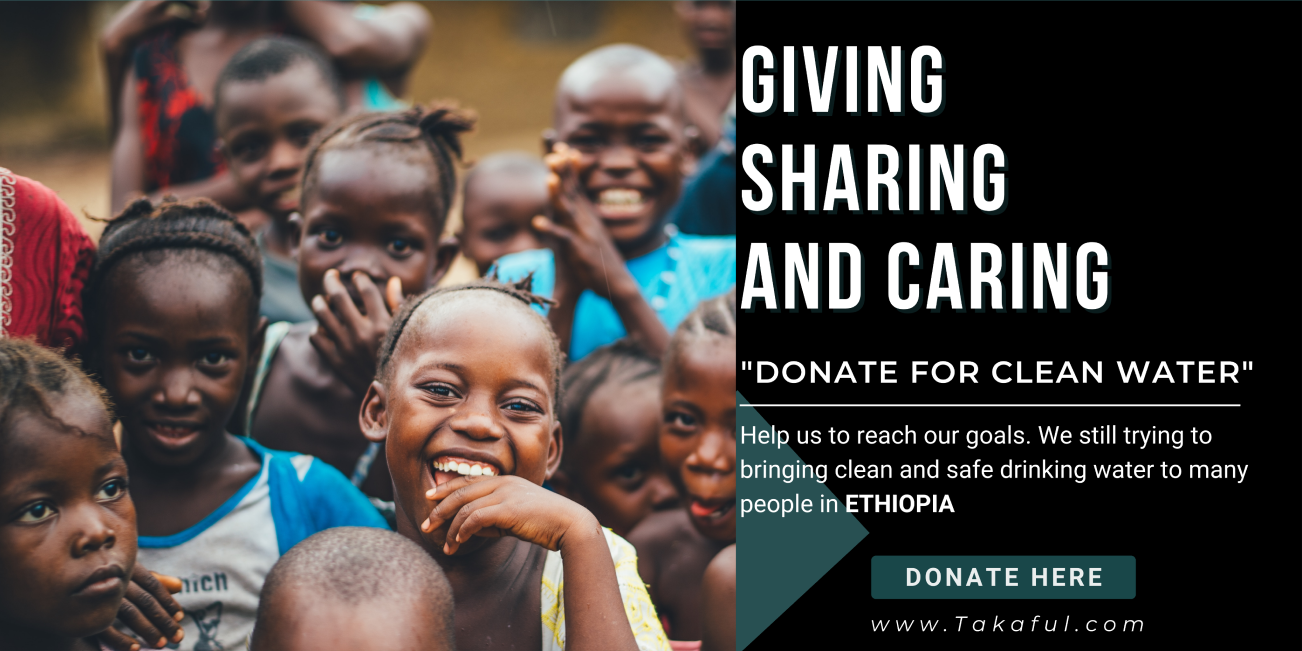 GIVING
SHARING
AND CARING
"DONATE FOR CLEAN WATER"
Help us to reach our goals. We still trying to
bringing clean and safe drinking water to many
people in ETHIOPIA
DONATE HERE
www.Takaful.com